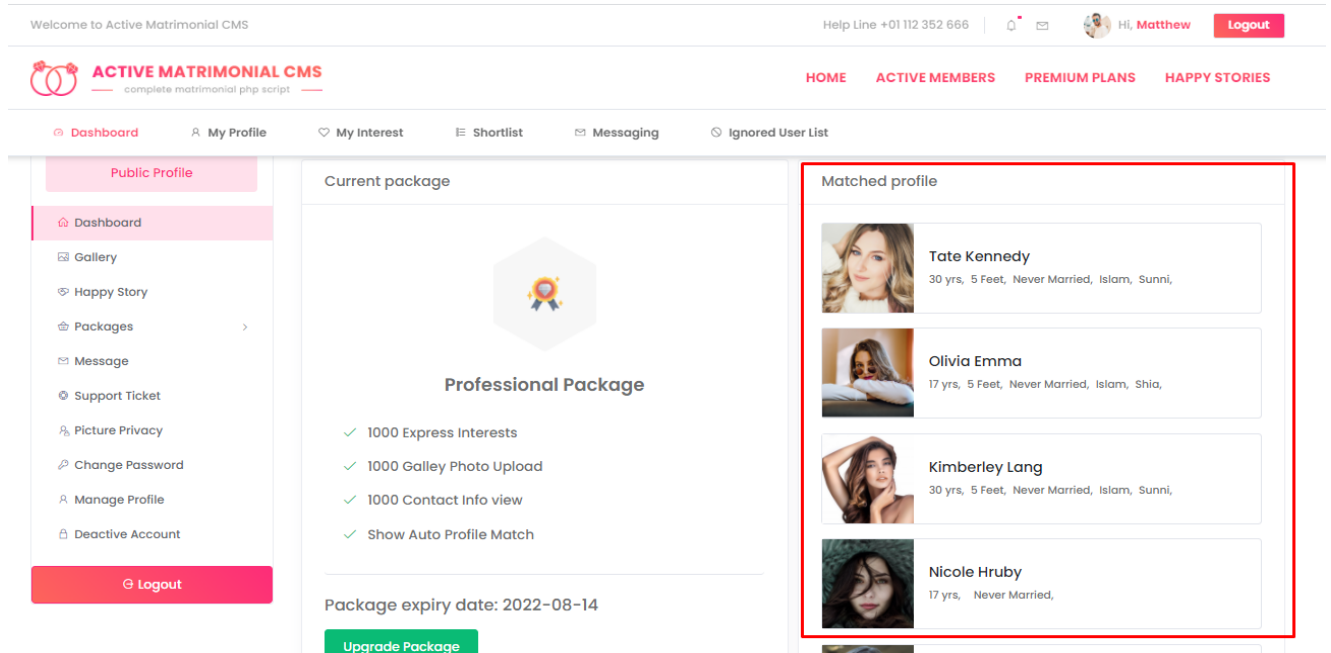 Welcome to Active Matrimonial CMS
Help Line +01 112 352 666
Hi, Matthew
Logout
ACTIVE MATRIMONIAL CMS
complete matrimonial php script
HOME ACTIVE MEMBERS PREMIUM PLANS HAPPY STORIES
Dashboard My Profile My Interest Shortlist Messaging Ignored User List
Public Profile
Dashboard
Gallery
Happy Story
Packages
Message
Support Ticket
Picture Privacy
Change Password
Manage Profile
Deactive Account
Logout
Current package
Professional Package
1000 Express Interests
1000 Galley Photo Upload
1000 Contact Info view
Show Auto Profile Match
Package expiry date: 2022-08-14
Upgrade Package
Matched profile
Tate Kennedy
30 yrs, 5 Feet, Never Married, Islam, Sunni,
Olivia Emma
17 yrs, 5 Feet, Never Married, Islam, Shia,
Kimberley Lang
30 yrs, 5 Feet, Never Married, Islam, Sunni,
Nicole Hruby
17 yrs, Never Married,